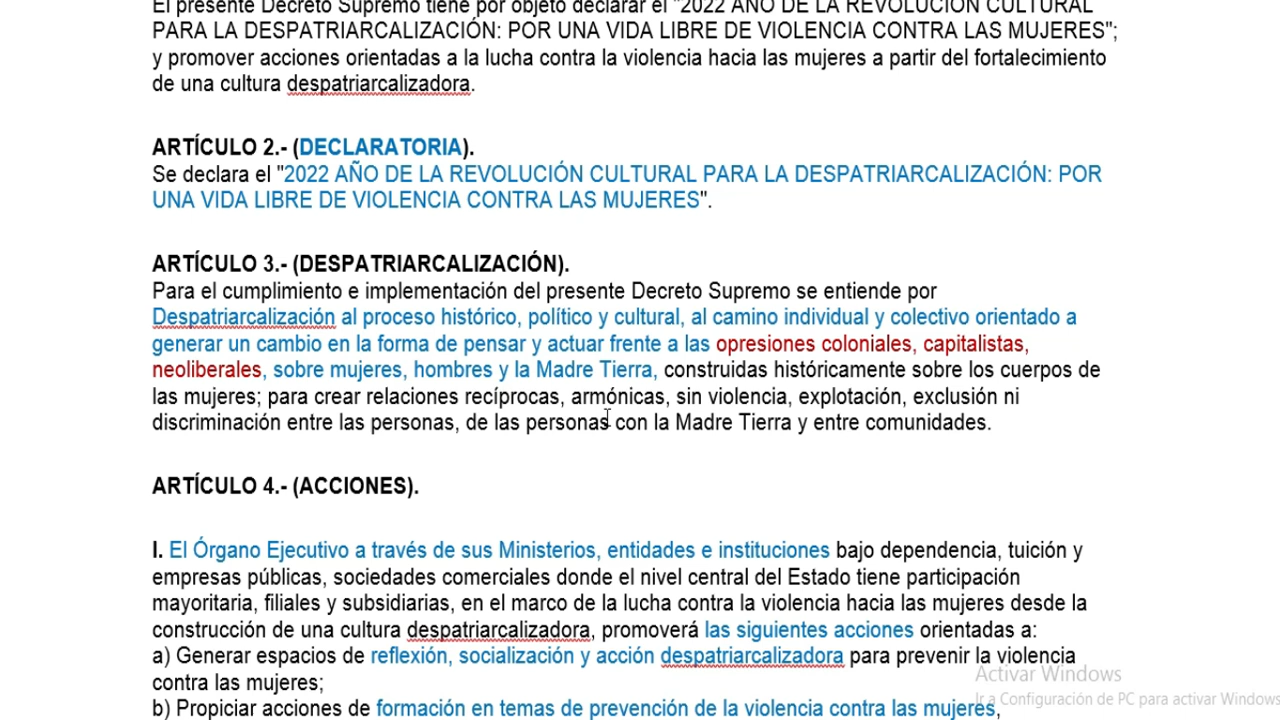 El presente Decreto Supremo tiene por objeto declarar el "2022 AÑO DE LA REVOLUCIÓN CULTURAL
PARA LA DESPATRIARCALIZACIÓN: POR UNA VIDA LIBRE DE VIOLENCIA CONTRA LAS MUJERES";
y promover acciones orientadas a la lucha contra la violencia hacia las mujeres a partir del fortalecimiento
de una cultura despatriarcalizadora.
ARTÍCULO 2.- (DECLARATORIA).
Se declara el "2022 AÑO DE LA REVOLUCIÓN CULTURAL PARA LA DESPATRIARCALIZACIÓN: POR
UNA VIDA LIBRE DE VIOLENCIA CONTRA LAS MUJERES".
ARTÍCULO 3.- (DESPATRIARCALIZACIÓN).
Para el cumplimiento e implementación del presente Decreto Supremo se entiende por
Despatriarcalización al proceso histórico, político y cultural, al camino individual y colectivo orientado a
generar un cambio en la forma de pensar y actuar frente a las opresiones coloniales, capitalistas,
neoliberales, sobre mujeres, hombres y la Madre Tierra, construidas históricamente sobre los cuerpos de
las mujeres; para crear relaciones recíprocas, armónicas, sin violencia, explotación, exclusión ni
discriminación entre las personas, de las personas con la Madre Tierra y entre comunidades.
ARTÍCULO 4.- (ACCIONES).
I. El Órgano Ejecutivo a través de sus Ministerios, entidades e instituciones bajo dependencia, tuición y
empresas públicas, sociedades comerciales donde el nivel central del Estado tiene participación
mayoritaria, filiales y subsidiarias, en el marco de la lucha contra la violencia hacia las mujeres desde la
construcción de una cultura despatriarcalizadora, promoverá las siguientes acciones orientadas a:
a) Generar espacios de reflexión, socialización y acción despatriarcalizadora para prevenir la violencia
contra las mujeres;
b) Propiciar acciones de formación en temas de prevención de la violencia contra las mujeres,
Activar Windows
Ir a Configuración de PC para activar Windows